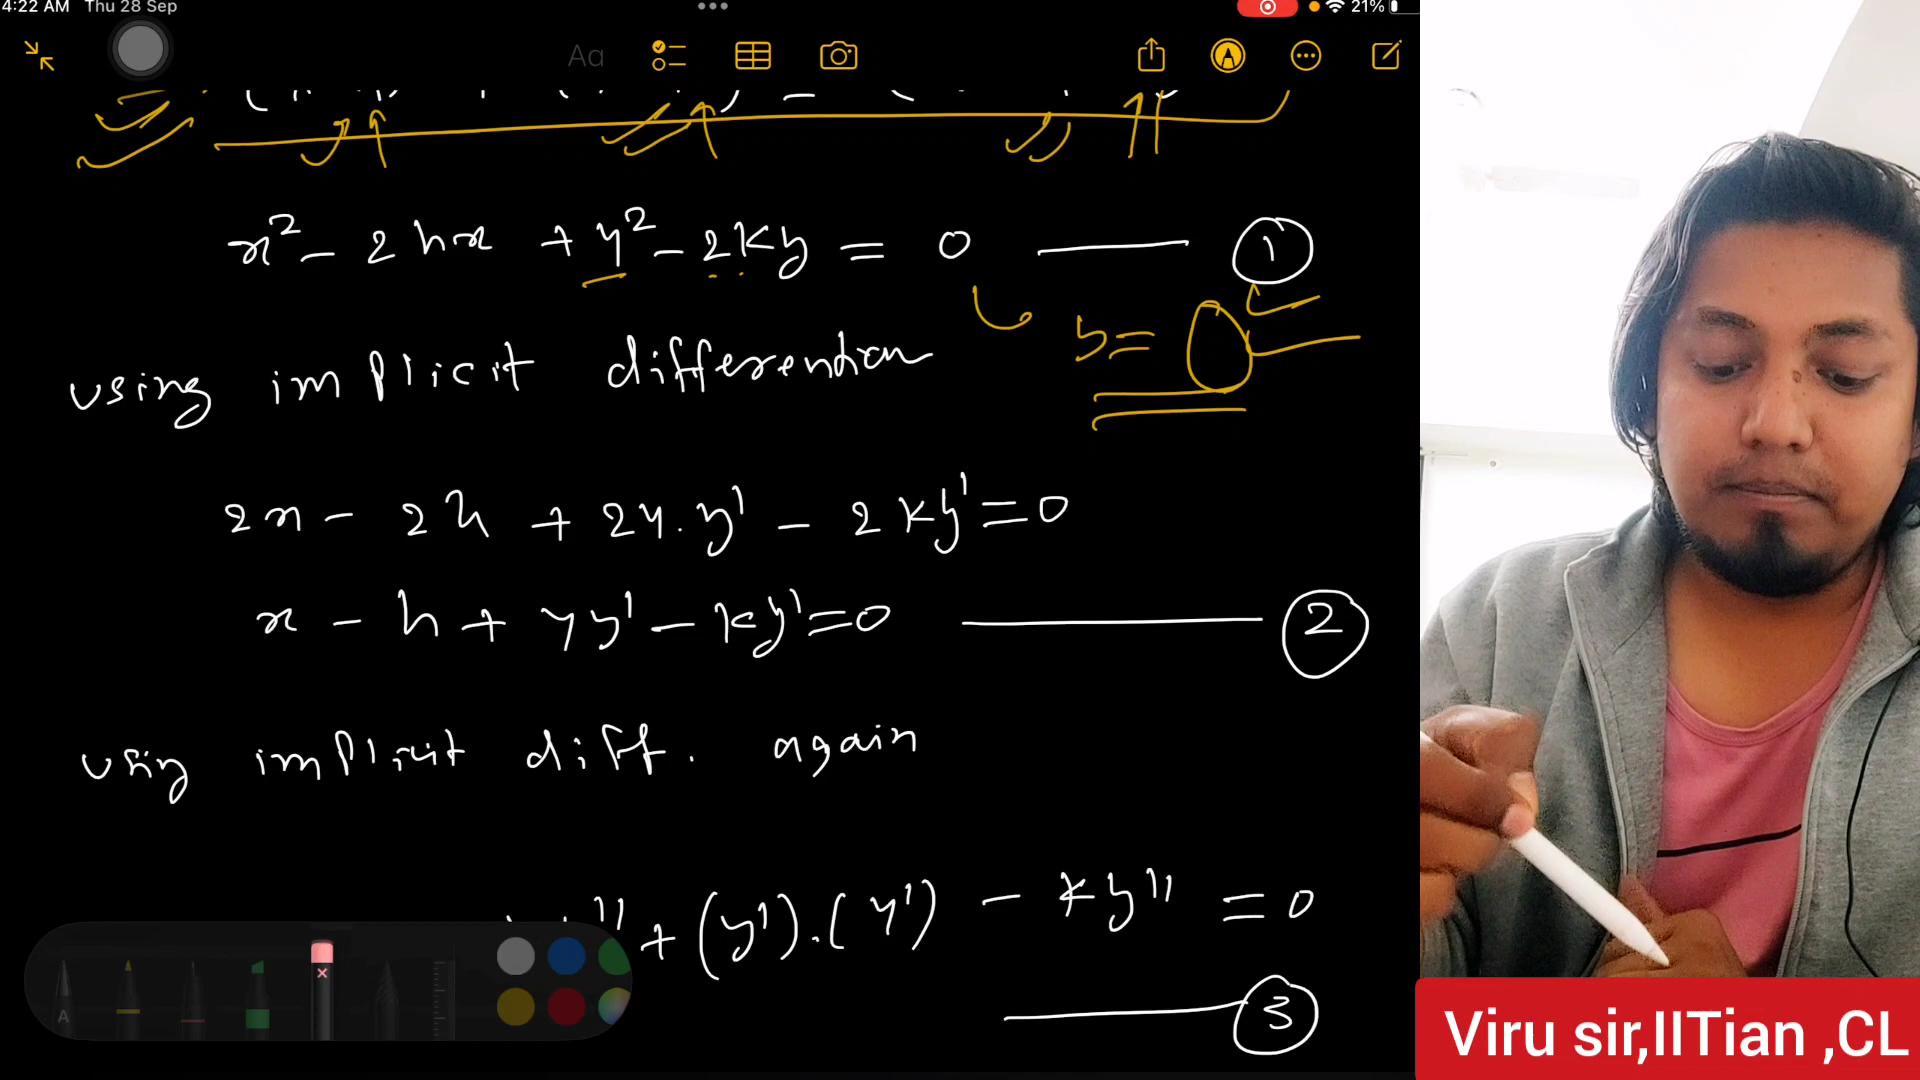 4:22 AM Thu 28 Sep
21%
Aa
x² - 2hx + y² - 2ky = 0 ——— ①
y =
using implicit differention
2x - 2h + 2y.y' - 2ky' = 0
x - h + yy' - ky' = 0 ——— ②
using implicit diff. again
+ (y').(y') - ky'' = 0
——— ③
A
Viru sir,IITian ,CL